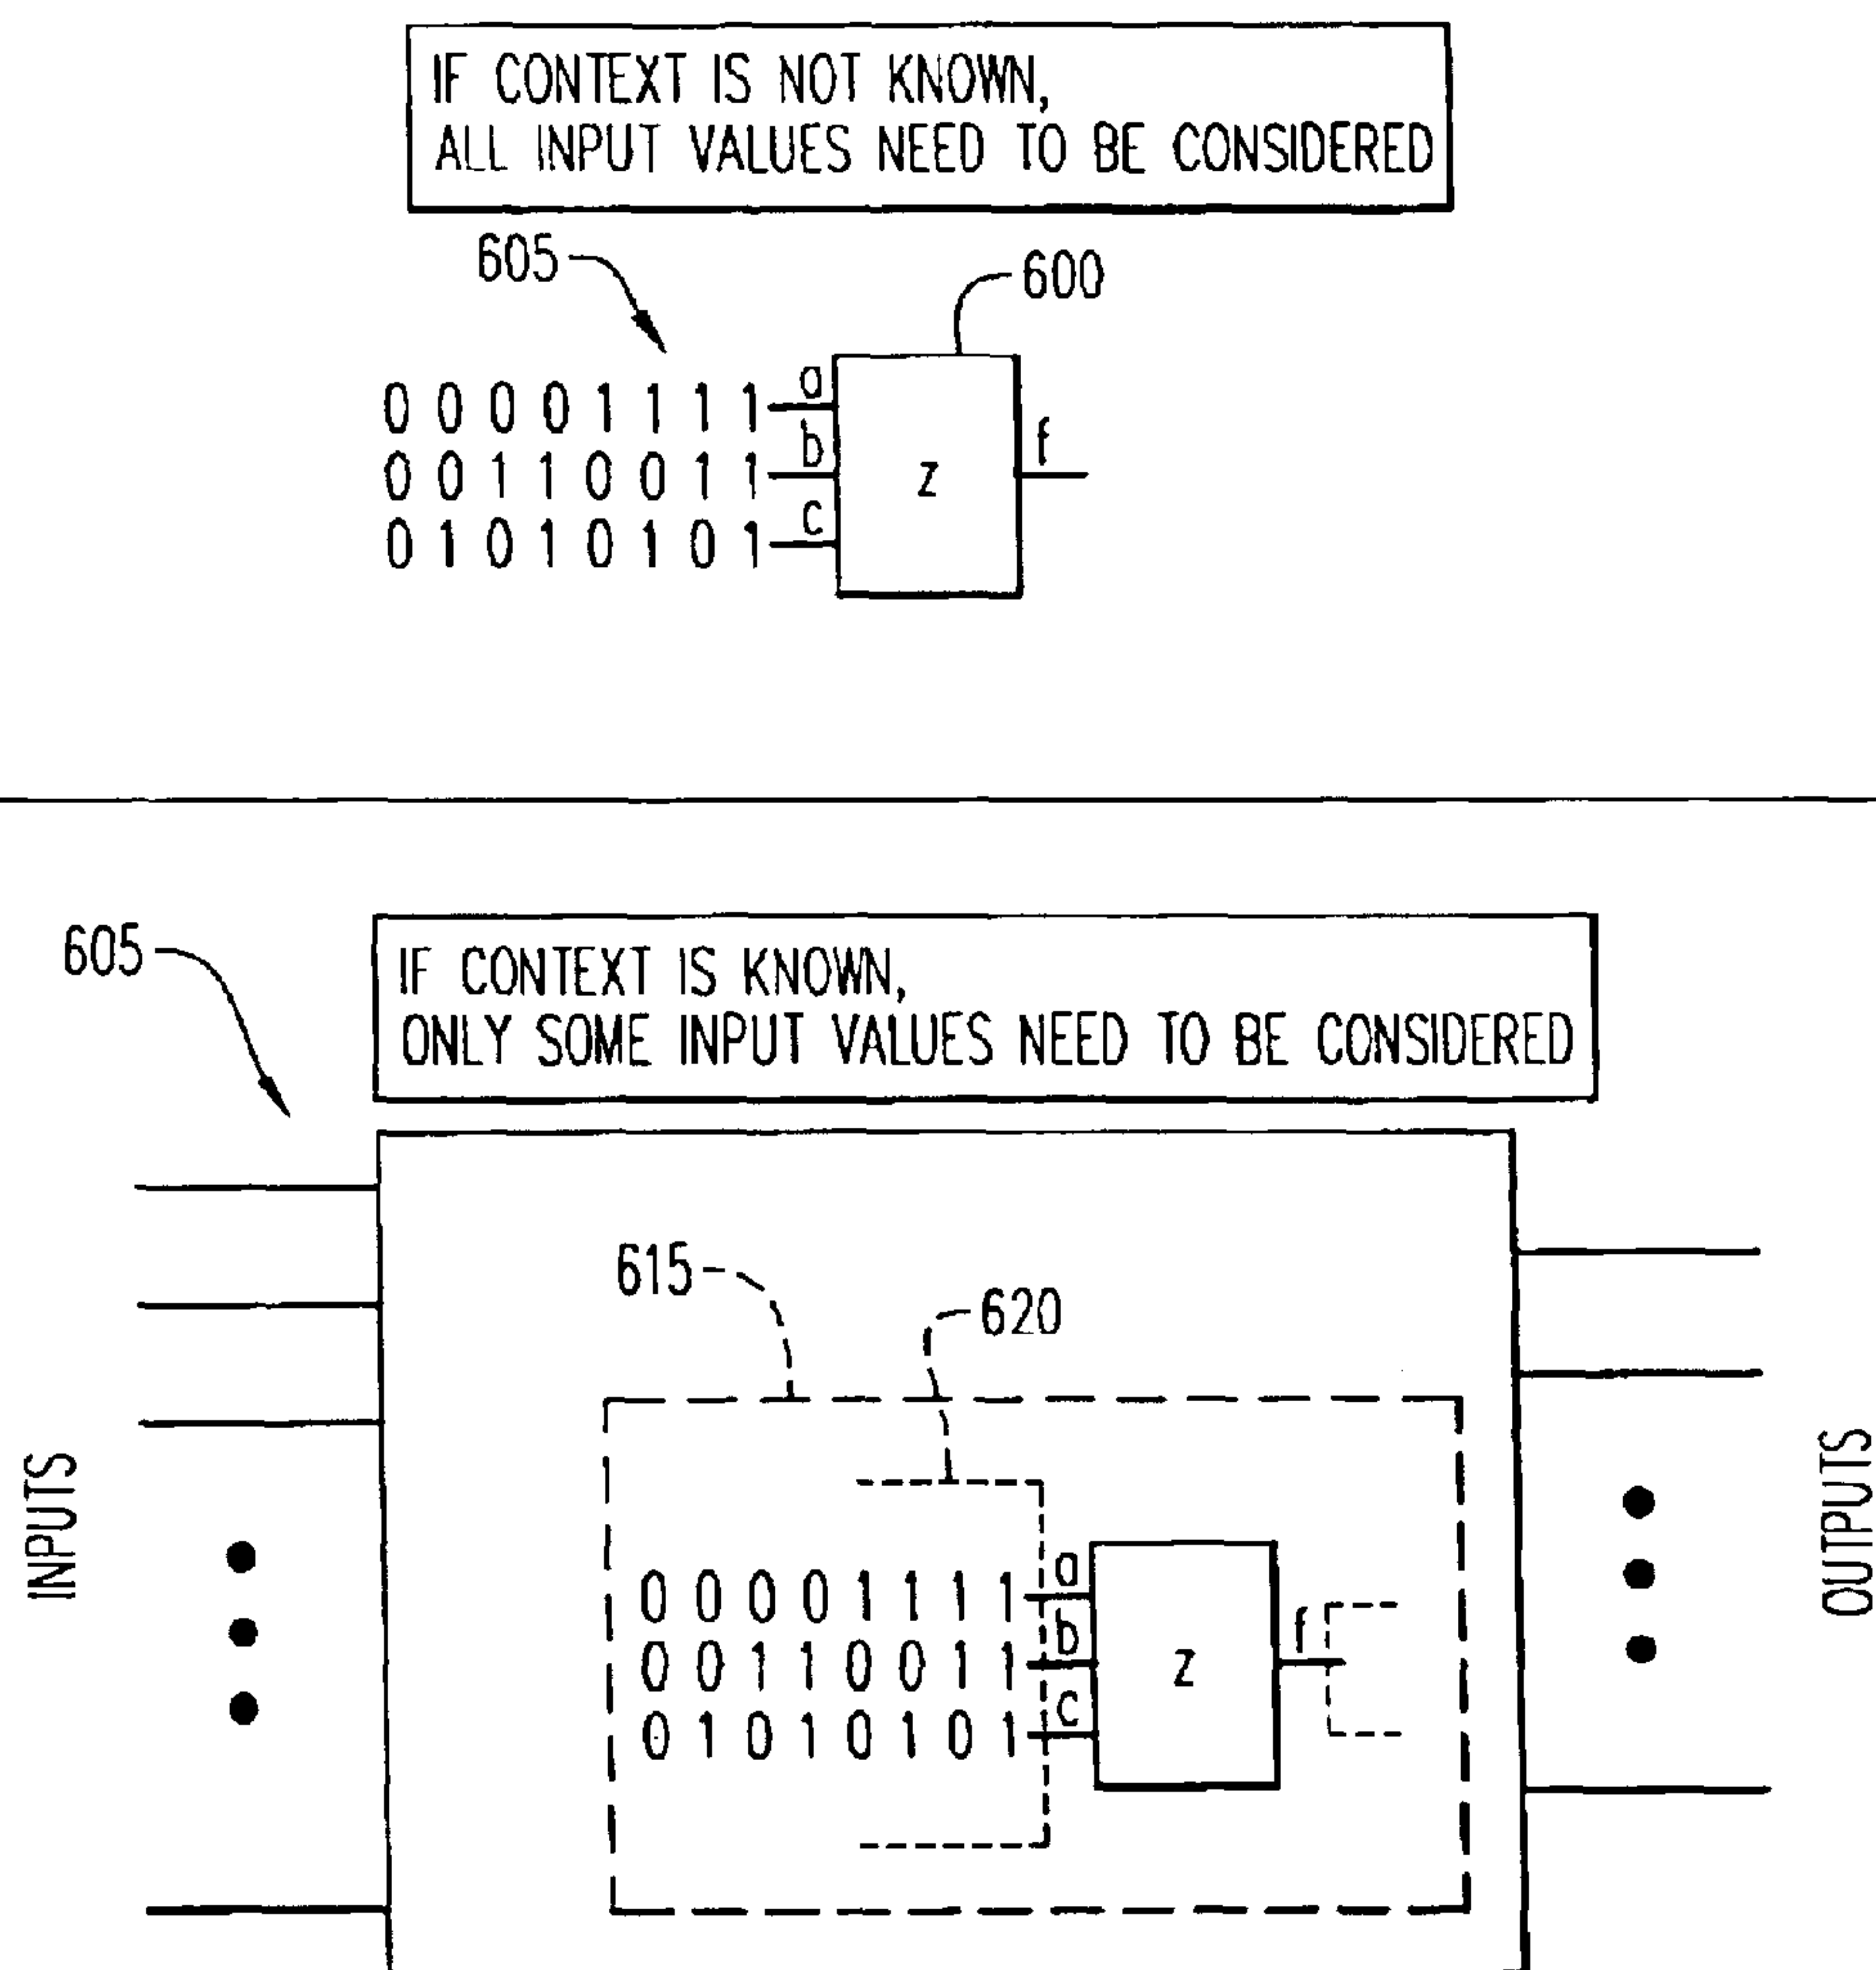 IF CONTEXT IS NOT KNOWN,
ALL INPUT VALUES NEED TO BE CONSIDERED
605
600
0 0 0 0 1 1 1 1 a
0 0 1 1 0 0 1 1 b
0 1 0 1 0 1 0 1 c
z
f
605
IF CONTEXT IS KNOWN,
ONLY SOME INPUT VALUES NEED TO BE CONSIDERED
615
620
INPUTS
0 0 0 0 1 1 1 1 a
0 0 1 1 0 0 1 1 b
0 1 0 1 0 1 0 1 c
z
f
OUTPUTS